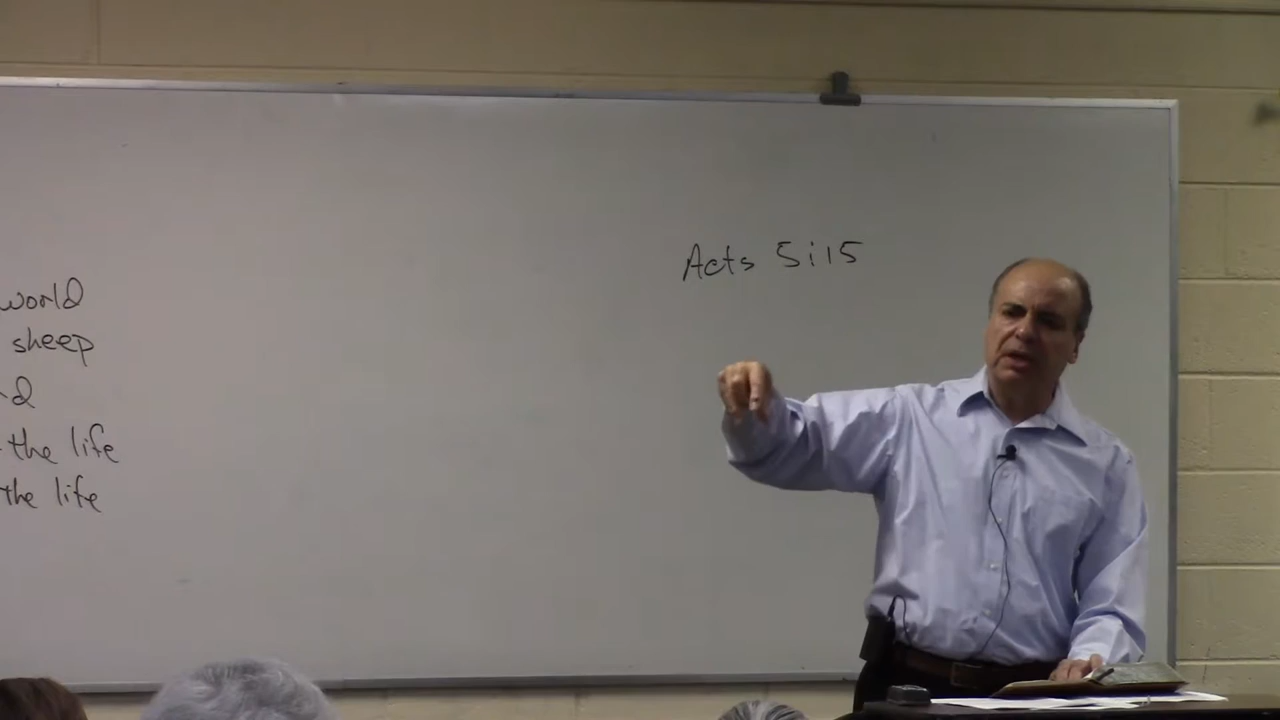 world
sheep
the life
the life
Acts 5:15